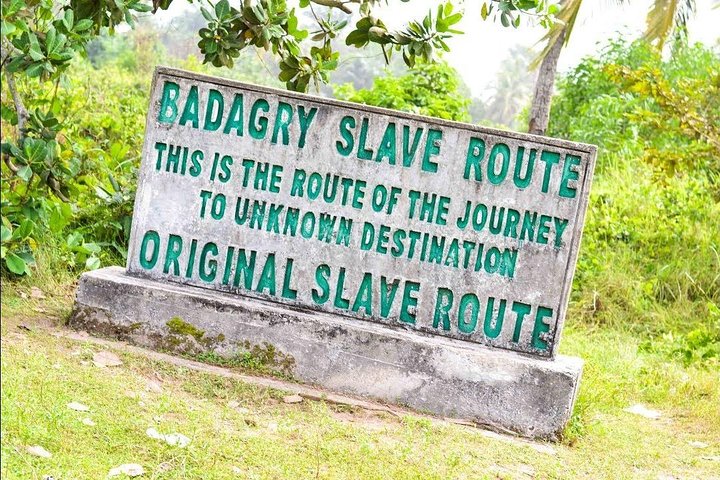 BADAGRY SLAVE ROUTE
THIS IS THE ROUTE OF THE JOURNEY
TO UNKNOWN DESTINATION
ORIGINAL SLAVE ROUTE